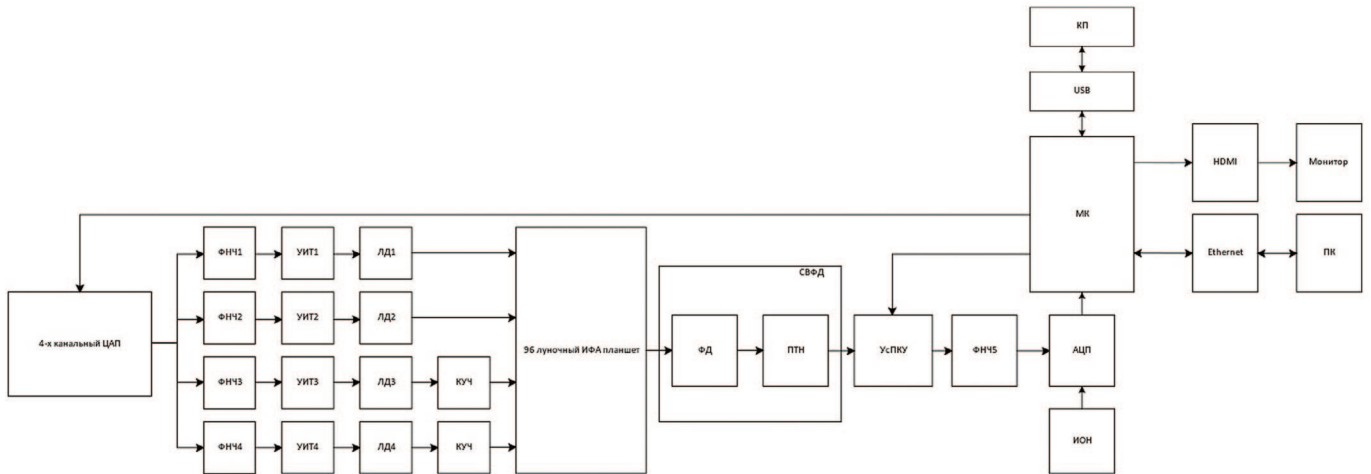 КП
USB
МК
HDMI
Монитор
Ethernet
ПК
ФНЧ1
УИТ1
ЛД1
ФНЧ2
УИТ2
ЛД2
4-х канальный ЦАП
96 луночный ИФА планшет
СВФД
ФД
ПТН
УсПКУ
ФНЧ5
АЦП
ФНЧ3
УИТ3
ЛД3
КУЧ
ФНЧ4
УИТ4
ЛД4
КУЧ
ИОН